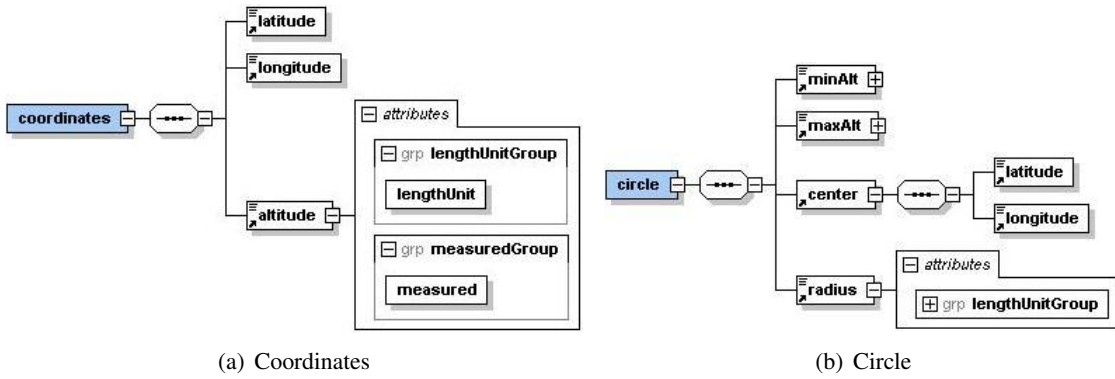 coordinates
latitude
longitude
altitude
attributes
grp lengthUnitGroup
lengthUnit
grp measuredGroup
measured
(a) Coordinates
circle
minAlt
maxAlt
center
latitude
longitude
radius
attributes
grp lengthUnitGroup
(b) Circle